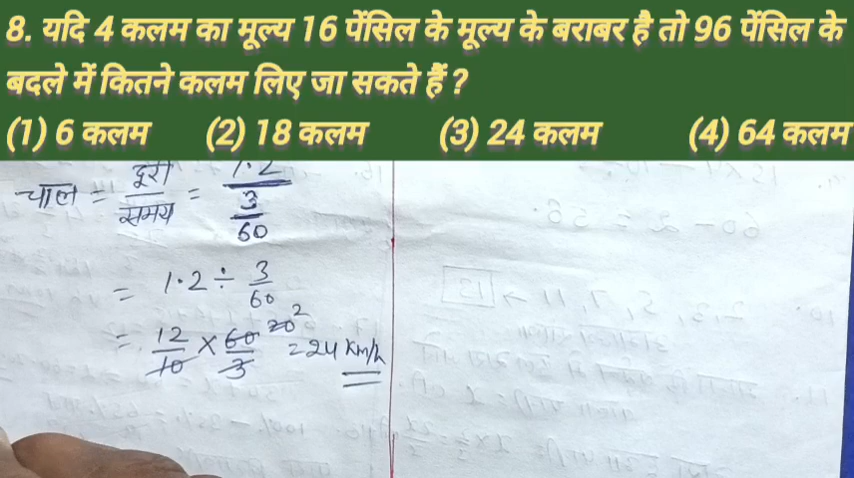 8. यदि 4 कलम का मूल्य 16 पेंसिल के मूल्य के बराबर है तो 96 पेंसिल के
बदले में कितने कलम लिए जा सकते हैं ?
(1) 6 कलम (2) 18 कलम (3) 24 कलम (4) 64 कलम
चाल = दूरी/समय = 1.2/(3/60)
= 1.2 ÷ 3/60
= 12/10 × 60/3 20 2 = 24 km/h